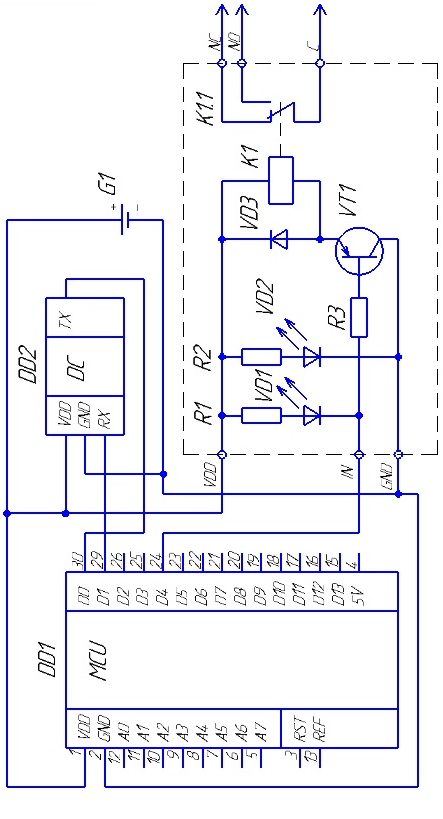 DD1
MCU
1 VDD
2 GND
12 A0
11 A1
10 A2
9 A3
8 A4
7 A5
6 A6
5 A7
3 RST
13 REF
D0 30
D1 29
D2 26
D3 25
D4 24
D5 23
D6 22
D7 21
D8 20
D9 19
D10 18
D11 17
D12 16
D13 15
5V 4
DD2
VDD
GND
RX
DC
TX
G1
+
−
VDD
IN
GND
R1
R2
VD1
VD2
R3
VD3
VT1
K1
K1.1
NC
NO
C